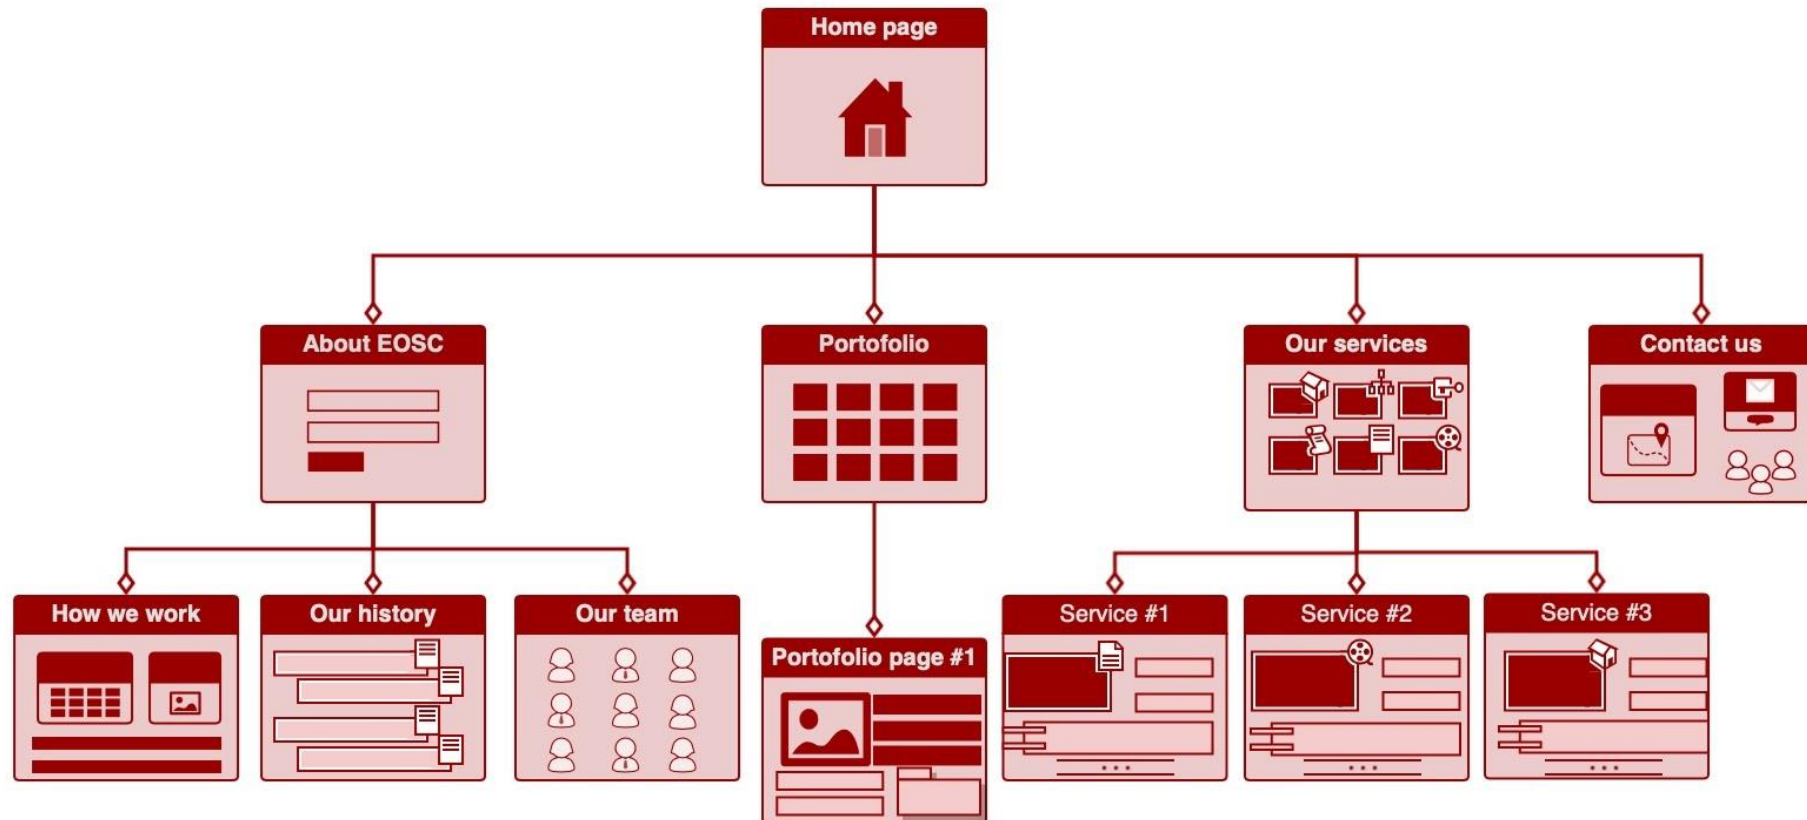 Home page
About EOSC
Portofolio
Our services
Contact us
How we work
Our history
Our team
Portofolio page #1
Service #1
Service #2
Service #3